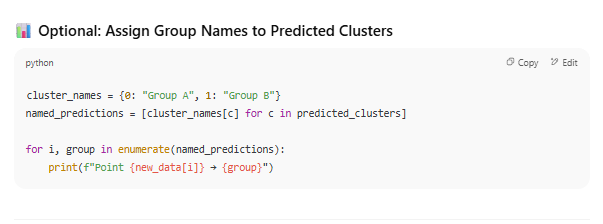 📊 Optional: Assign Group Names to Predicted Clusters
python
Copy
Edit
cluster_names = {0: "Group A", 1: "Group B"}
named_predictions = [cluster_names[c] for c in predicted_clusters]
for i, group in enumerate(named_predictions):
    print(f"Point {new_data[i]} → {group}")